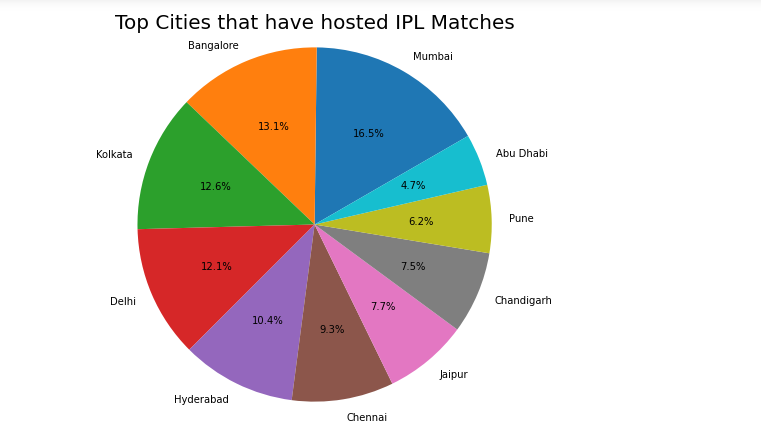 Top Cities that have hosted IPL Matches
Bangalore
Mumbai
13.1%
16.5%
Kolkata
Abu Dhabi
12.6%
4.7%
Pune
6.2%
12.1%
7.5%
Delhi
Chandigarh
10.4%
9.3%
7.7%
Jaipur
Hyderabad
Chennai